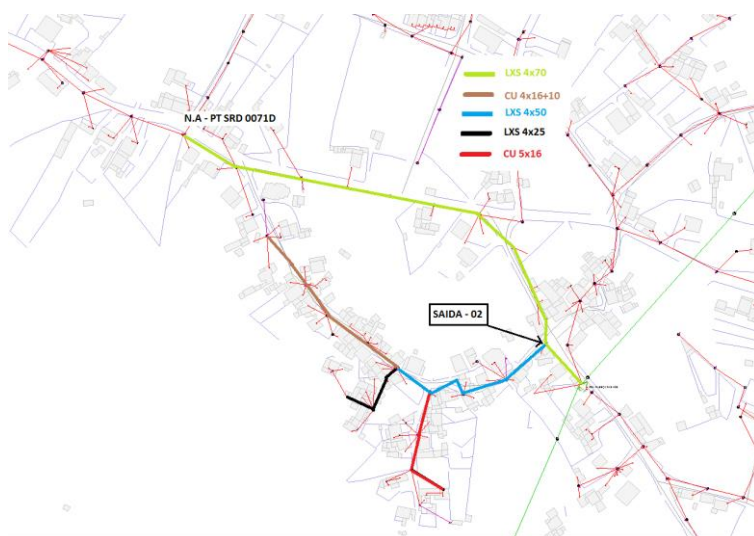 LXS 4x70
CU 4x16+10
N.A - PT SRD 0071D
LXS 4x50
LXS 4x25
CU 5x16
SAIDA - 02